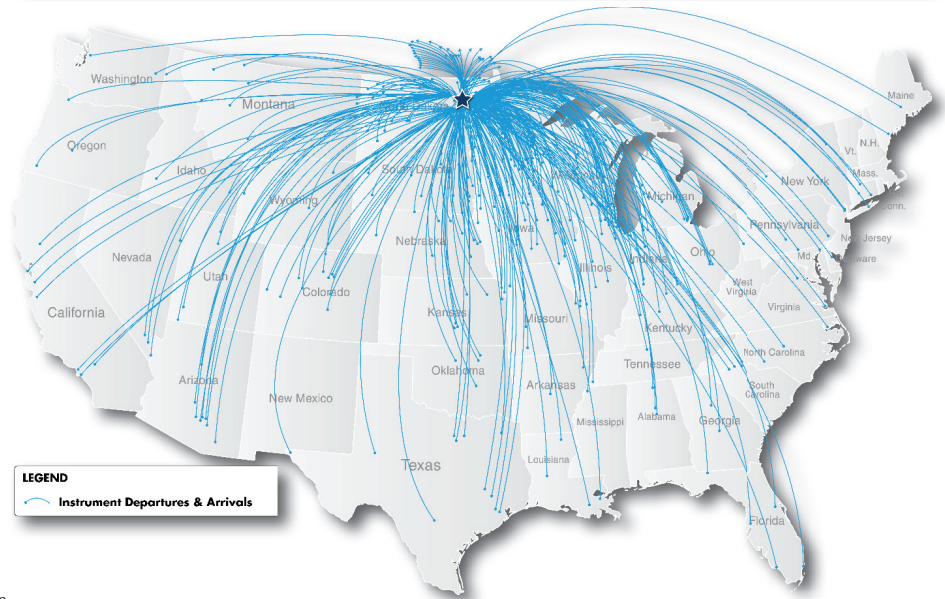 Washington
Montana
Maine
Oregon
Idaho
South Dakota
Vt.
N.H.
Mass.
Wyoming
Michigan
New York
Conn.
Nebraska
Iowa
Pennsylvania
New Jersey
Nevada
Utah
Illinois
Indiana
Ohio
Md.
West
Virginia
Colorado
Virginia
California
Kansas
Missouri
Kentucky
North Carolina
Arizona
Oklahoma
Tennessee
South
Carolina
New Mexico
Arkansas
Mississippi
Alabama
Georgia
Texas
Louisiana
LEGEND
Instrument Departures & Arrivals
Florida